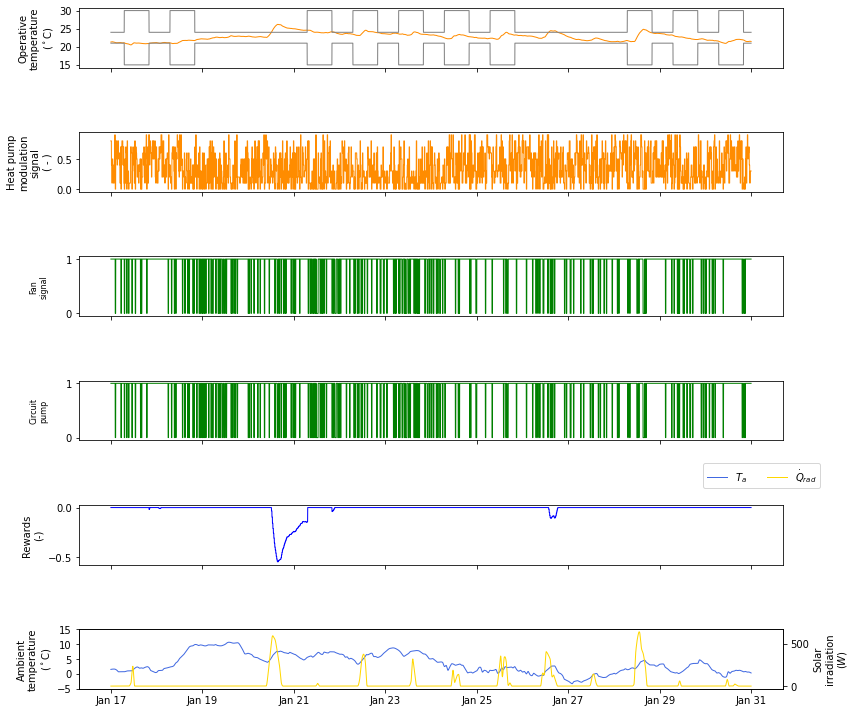 Operative
temperature
(°C)
30
25
20
15
Heat pump
modulation
signal
( - )
0.5
0.0
Fan
signal
1
0
Circuit
pump
1
0
T_a Q̇_rad
Rewards
(-)
0.0
−0.5
Ambient
temperature
(°C)
15
10
5
0
−5
500
0
Solar
irradiation
(W)
Jan 17 Jan 19 Jan 21 Jan 23 Jan 25 Jan 27 Jan 29 Jan 31